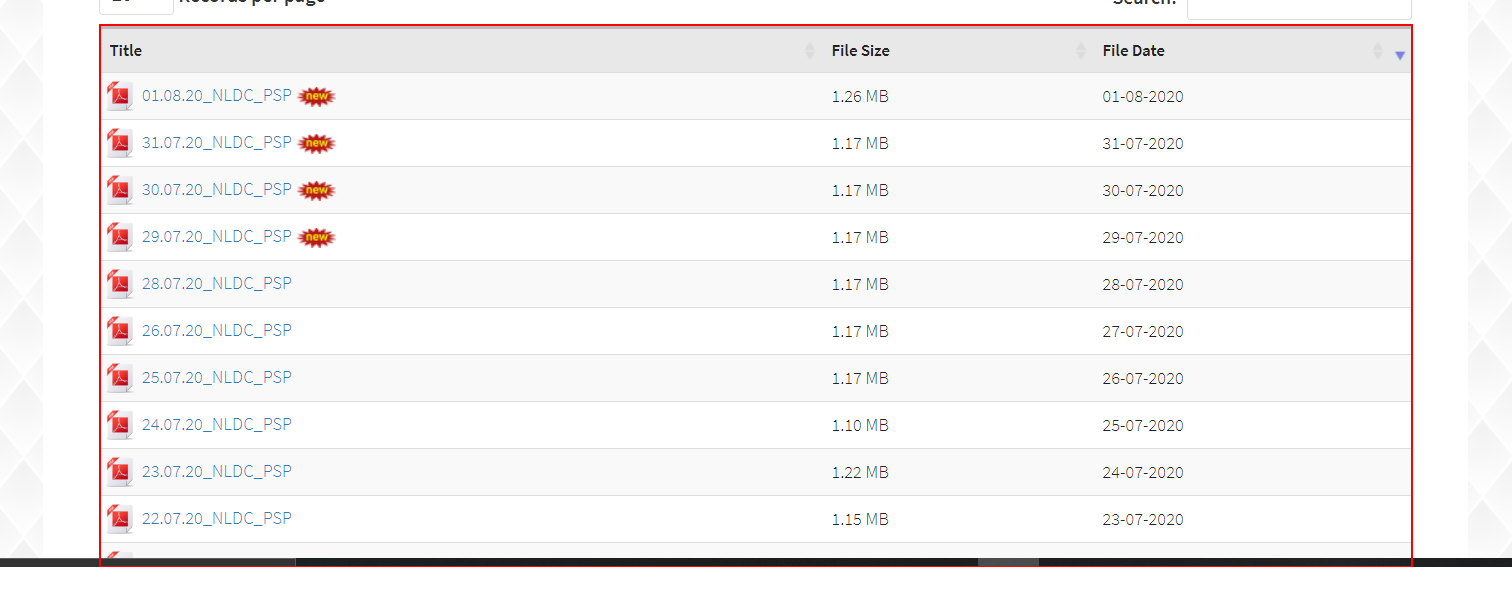 Records per page Search:
Title File Size File Date
01.08.20_NLDC_PSP new 1.26 MB 01-08-2020
31.07.20_NLDC_PSP new 1.17 MB 31-07-2020
30.07.20_NLDC_PSP new 1.17 MB 30-07-2020
29.07.20_NLDC_PSP new 1.17 MB 29-07-2020
28.07.20_NLDC_PSP 1.17 MB 28-07-2020
26.07.20_NLDC_PSP 1.17 MB 27-07-2020
25.07.20_NLDC_PSP 1.17 MB 26-07-2020
24.07.20_NLDC_PSP 1.10 MB 25-07-2020
23.07.20_NLDC_PSP 1.22 MB 24-07-2020
22.07.20_NLDC_PSP 1.15 MB 23-07-2020